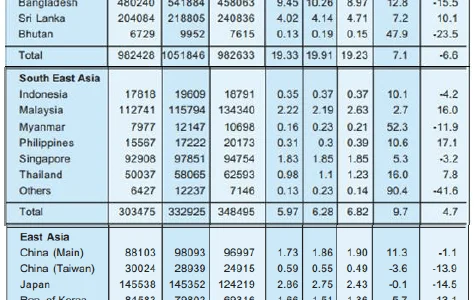 Bangladesh 480240 541884 458063 9.45 10.26 8.97 12.8 -15.5
Sri Lanka 204084 218805 240836 4.02 4.14 4.71 7.2 10.1
Bhutan 6729 9952 7615 0.13 0.19 0.15 47.9 -23.5
Total 982428 1051846 982633 19.33 19.91 19.23 7.1 -6.6
South East Asia
Indonesia 17818 19609 18791 0.35 0.37 0.37 10.1 -4.2
Malaysia 112741 115794 134340 2.22 2.19 2.63 2.7 16.0
Myanmar 7977 12147 10698 0.16 0.23 0.21 52.3 -11.9
Philippines 15567 17222 20173 0.31 0.3 0.39 10.6 17.1
Singapore 92908 97851 94754 1.83 1.85 1.85 5.3 -3.2
Thailand 50037 58065 62593 0.98 1.1 1.23 16.0 7.8
Others 6427 12237 7146 0.13 0.23 0.14 90.4 -41.6
Total 303475 332925 348495 5.97 6.28 6.82 9.7 4.7
East Asia
China (Main) 88103 98093 96997 1.73 1.86 1.90 11.3 -1.1
China (Taiwan) 30024 28939 24915 0.59 0.55 0.49 -3.6 -13.9
Japan 145538 145352 124219 2.86 2.75 2.43 -0.1 -14.5
Rep. of Korea